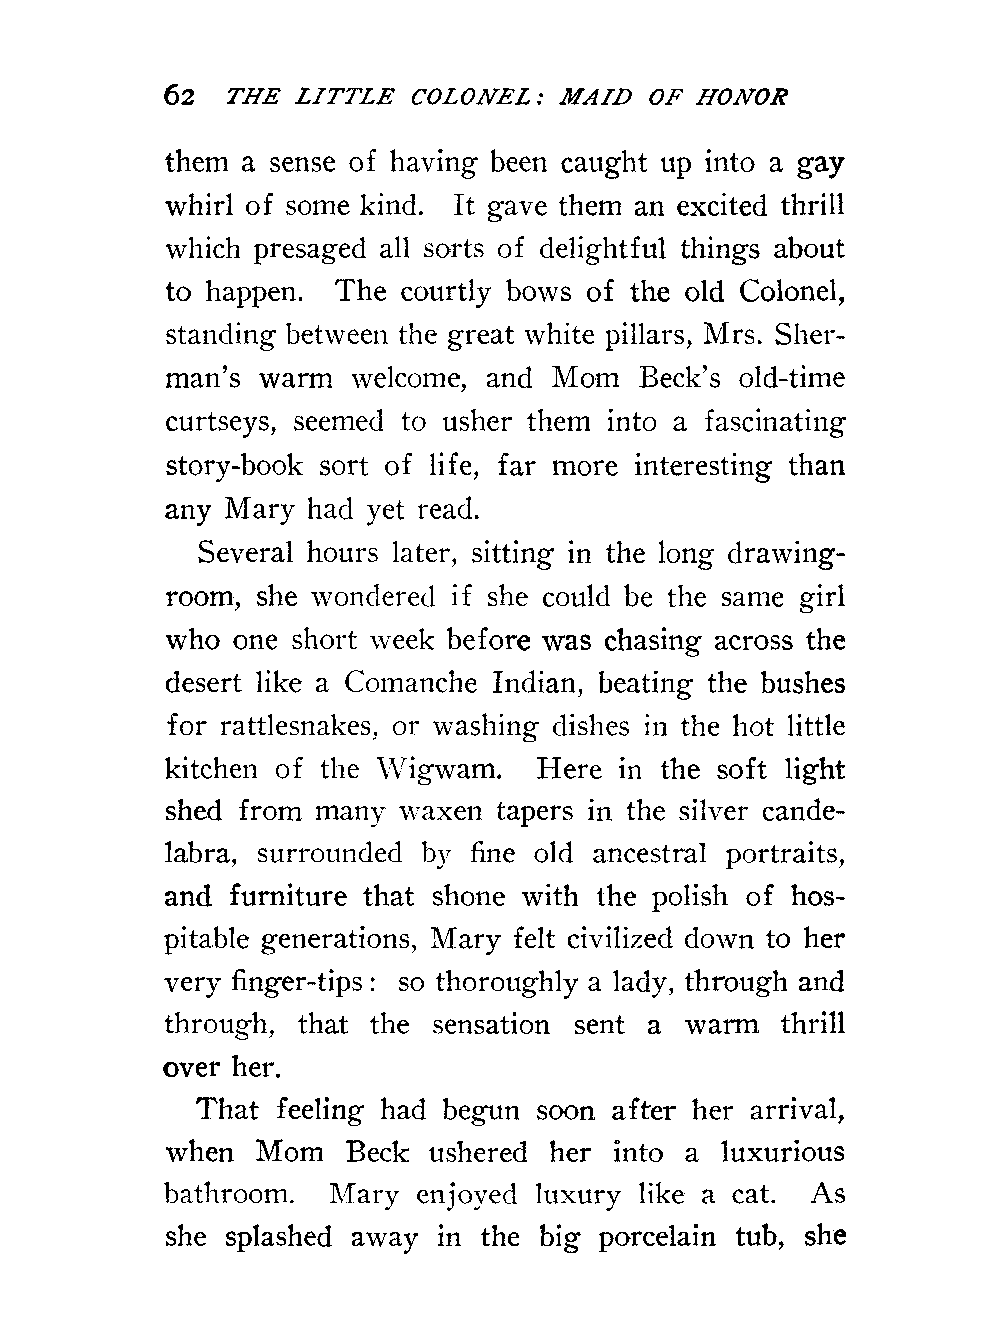 62 THE LITTLE COLONEL: MAID OF HONOR
them a sense of having been caught up into a gay
whirl of some kind. It gave them an excited thrill
which presaged all sorts of delightful things about
to happen. The courtly bows of the old Colonel,
standing between the great white pillars, Mrs. Sher-
man's warm welcome, and Mom Beck's old-time
curtseys, seemed to usher them into a fascinating
story-book sort of life, far more interesting than
any Mary had yet read.
Several hours later, sitting in the long drawing-
room, she wondered if she could be the same girl
who one short week before was chasing across the
desert like a Comanche Indian, beating the bushes
for rattlesnakes, or washing dishes in the hot little
kitchen of the Wigwam. Here in the soft light
shed from many waxen tapers in the silver cande-
labra, surrounded by fine old ancestral portraits,
and furniture that shone with the polish of hos-
pitable generations, Mary felt civilized down to her
very finger-tips: so thoroughly a lady, through and
through, that the sensation sent a warm thrill
over her.
That feeling had begun soon after her arrival,
when Mom Beck ushered her into a luxurious
bathroom. Mary enjoyed luxury like a cat. As
she splashed away in the big porcelain tub, she